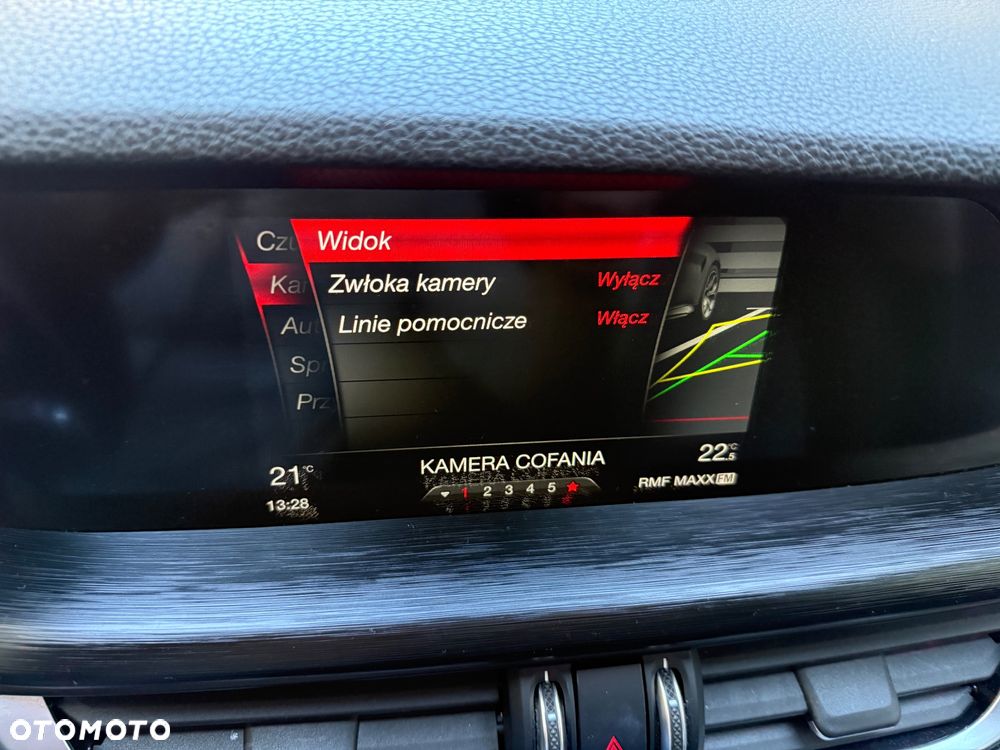 Widok
Zwłoka kamery Wyłącz
Linie pomocnicze Włącz
21°C
13:28
KAMERA COFANIA
1 2 3 4 5
22.5°C
RMF MAXX FM
OTOMOTO